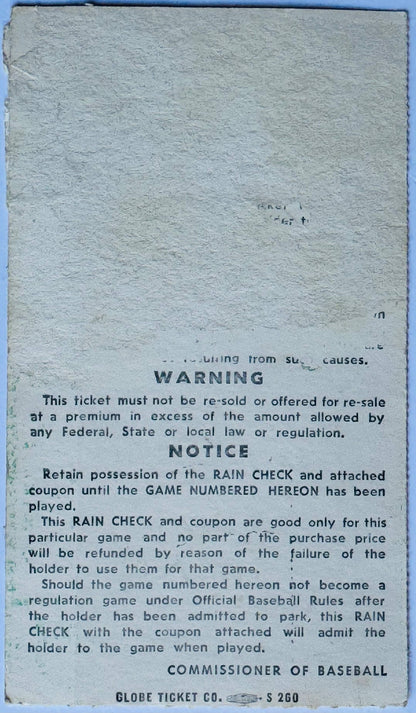 from such causes.
WARNING
This ticket must not be re-sold or offered for re-sale
at a premium in excess of the amount allowed by
any Federal, State or local law or regulation.
NOTICE
Retain possession of the RAIN CHECK and attached
coupon until the GAME NUMBERED HEREON has been
played.
This RAIN CHECK and coupon are good only for this
particular game and no part of the purchase price
will be refunded by reason of the failure of the
holder to use them for that game.
Should the game numbered hereon not become a
regulation game under Official Baseball Rules after
the holder has been admitted to park, this RAIN
CHECK with the coupon attached will admit the
holder to the game when played.
COMMISSIONER OF BASEBALL
GLOBE TICKET CO. S 260